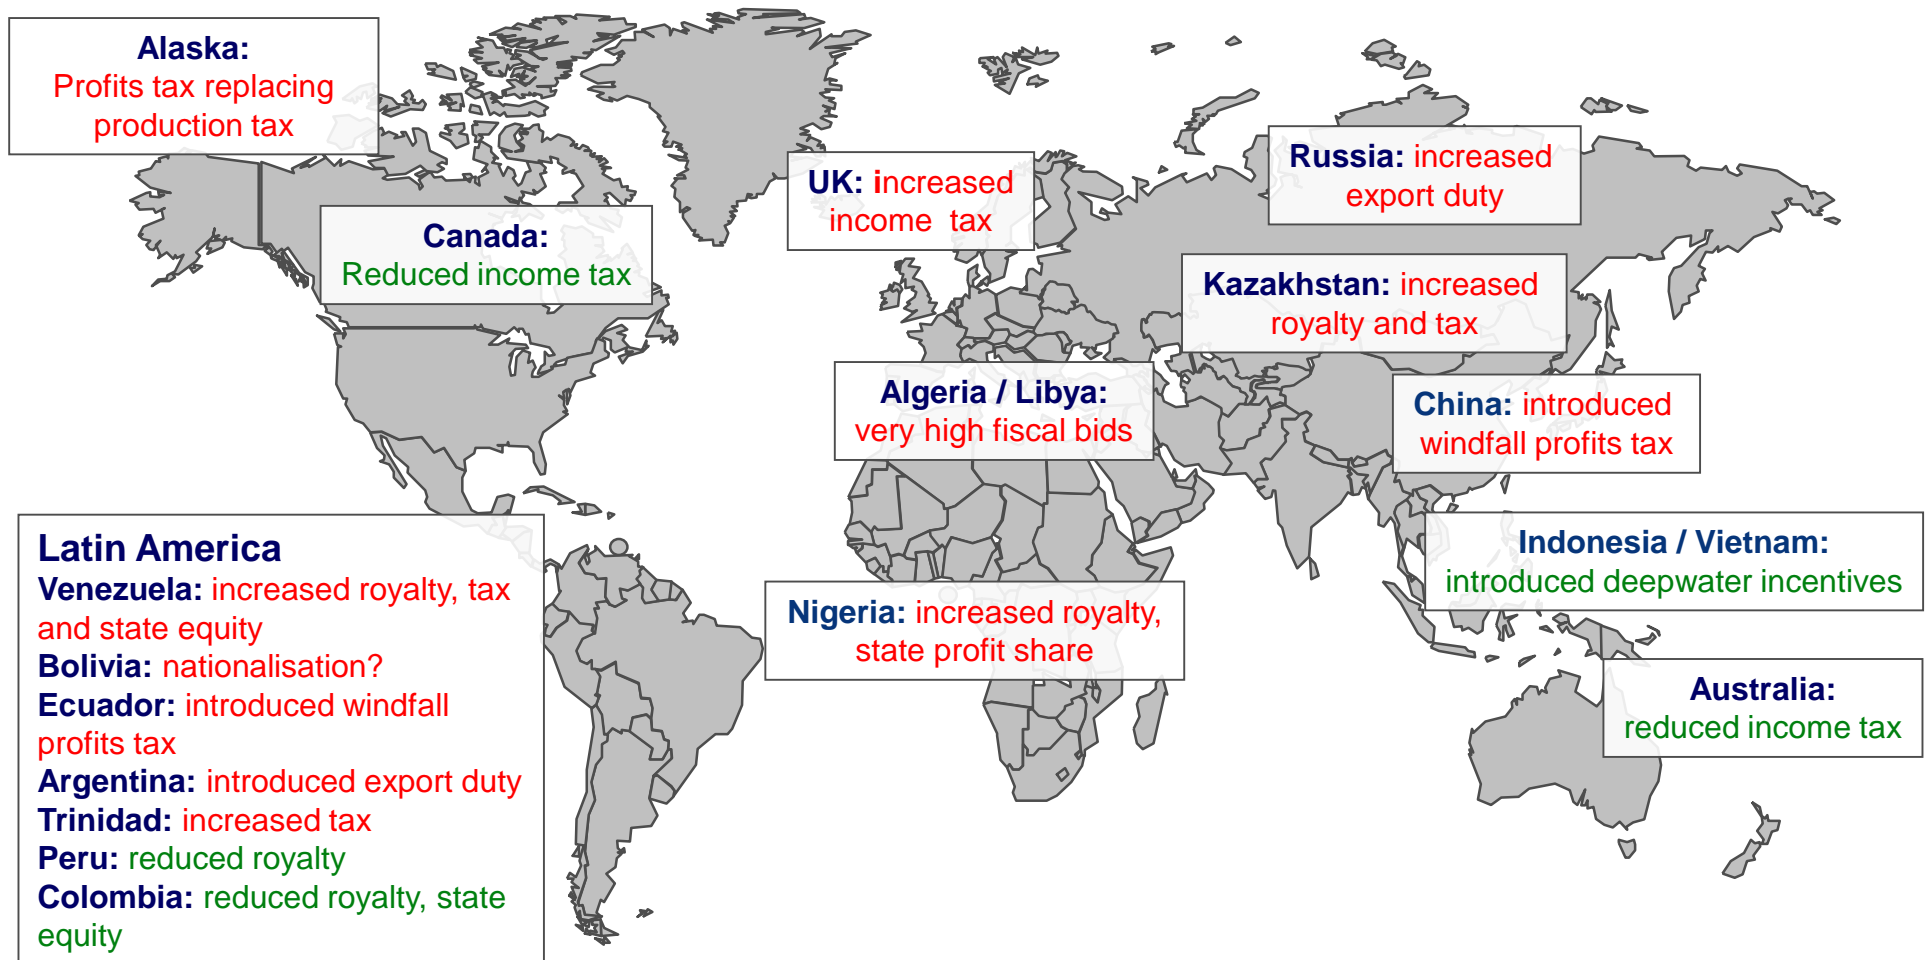 Alaska:
Profits tax replacing
production tax
Canada:
Reduced income tax
UK: increased
income tax
Russia: increased
export duty
Kazakhstan: increased
royalty and tax
Algeria / Libya:
very high fiscal bids
China: introduced
windfall profits tax
Indonesia / Vietnam:
introduced deepwater incentives
Nigeria: increased royalty,
state profit share
Australia:
reduced income tax
Latin America
Venezuela: increased royalty, tax
and state equity
Bolivia: nationalisation?
Ecuador: introduced windfall
profits tax
Argentina: introduced export duty
Trinidad: increased tax
Peru: reduced royalty
Colombia: reduced royalty, state
equity